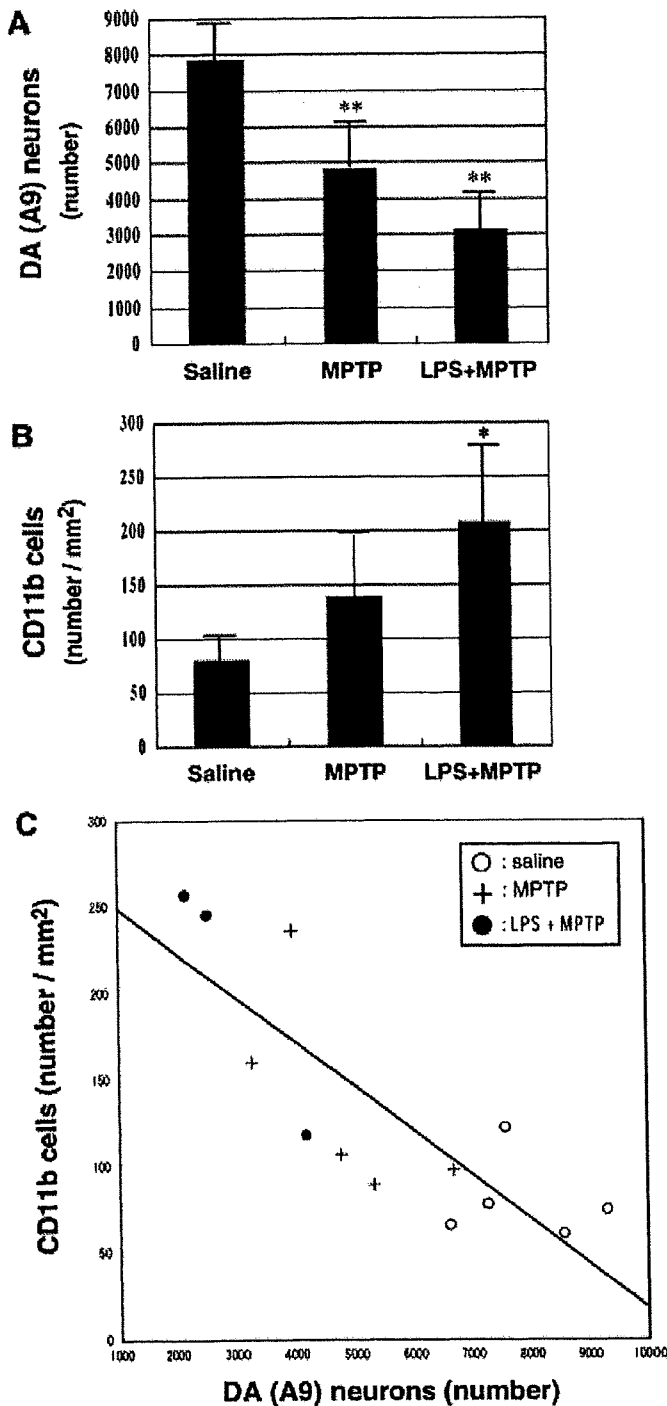 A
DA (A9) neurons
(number)
9000
8000
7000
6000
5000
4000
3000
2000
1000
0
**
**
Saline MPTP LPS+MPTP
B
CD11b cells
(number / mm2)
300
250
200
150
100
50
0
*
Saline MPTP LPS+MPTP
C
CD11b cells (number / mm2)
300
250
200
150
100
50
0
O : saline
+ : MPTP
● : LPS + MPTP
1000 2000 3000 4000 5000 6000 7000 8000 9000 10000
DA (A9) neurons (number)